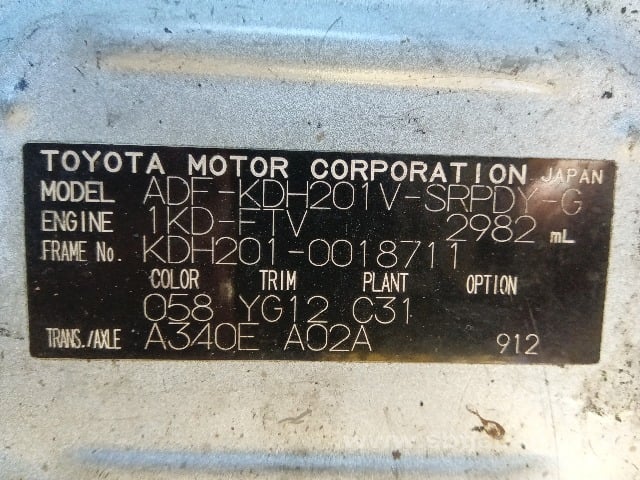 TOYOTA MOTOR CORPORATION JAPAN
MODEL ADF-KDH201V-SRPDY-G
ENGINE 1KD-FTV 2982 mL
FRAME No. KDH201-0018711
COLOR TRIM PLANT OPTION
058 YG12 C31
TRANS./AXLE A340E A02A 912